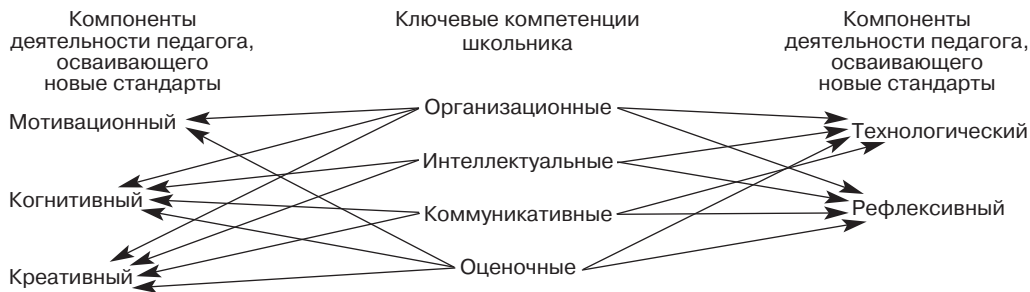 Компоненты
деятельности педагога,
осваивающего
новые стандарты
Ключевые компетенции
школьника
Компоненты
деятельности педагога,
осваивающего
новые стандарты
Мотивационный
Когнитивный
Креативный
Организационные
Интеллектуальные
Коммуникативные
Оценочные
Технологический
Рефлексивный